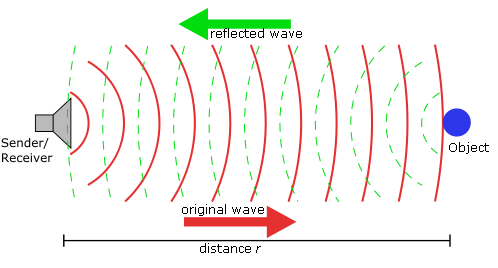 reflected wave
Sender/
Receiver
Object
original wave
distance r